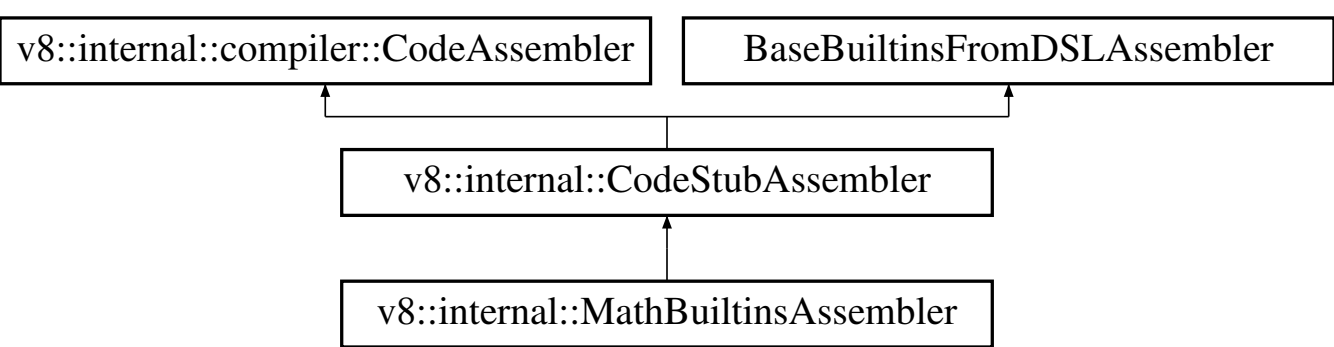 v8::internal::compiler::CodeAssembler
BaseBuiltinsFromDSLAssembler
v8::internal::CodeStubAssembler
v8::internal::MathBuiltinsAssembler